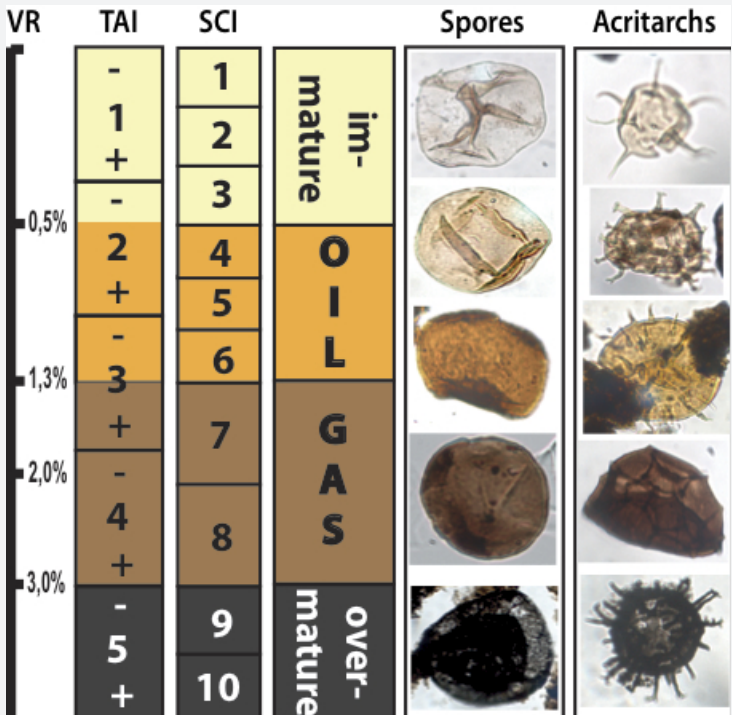 VR TAI SCI Spores Acritarchs
-
1
+
-
2
+
-
3
+
-
4
+
-
5
+
1
2
3
4
5
6
7
8
9
10
im-
mature
O
I
L
G
A
S
over-
mature
0,5%
1,3%
2,0%
3,0%